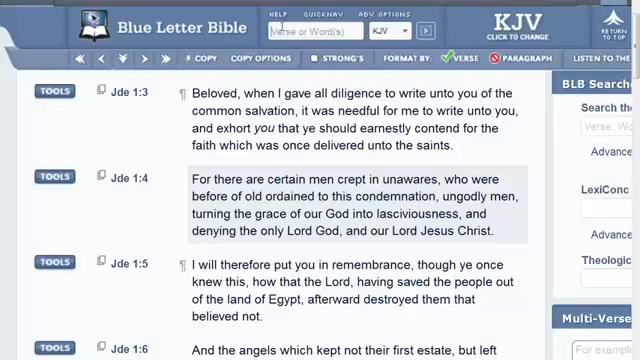 HELP QUICKNAV ADV OPTIONS
Blue Letter Bible
Verse or Word(s)
KJV
KJV
CLICK TO CHANGE
RETURN
TO TOP
COPY COPY OPTIONS STRONG'S FORMAT BY: VERSE PARAGRAPH LISTEN TO THE
TOOLS Jde 1:3 ¶ Beloved, when I gave all diligence to write unto you of the
common salvation, it was needful for me to write unto you,
and exhort you that ye should earnestly contend for the
faith which was once delivered unto the saints.
TOOLS Jde 1:4 For there are certain men crept in unawares, who were
before of old ordained to this condemnation, ungodly men,
turning the grace of our God into lasciviousness, and
denying the only Lord God, and our Lord Jesus Christ.
TOOLS Jde 1:5 ¶ I will therefore put you in remembrance, though ye once
knew this, how that the Lord, having saved the people out
of the land of Egypt, afterward destroyed them that
believed not.
TOOLS Jde 1:6 And the angels which kept not their first estate, but left
BLB Searche
Search the
Verse, Wo
Advance
LexiConc
Advance
Theologic
Multi-Verse
For example